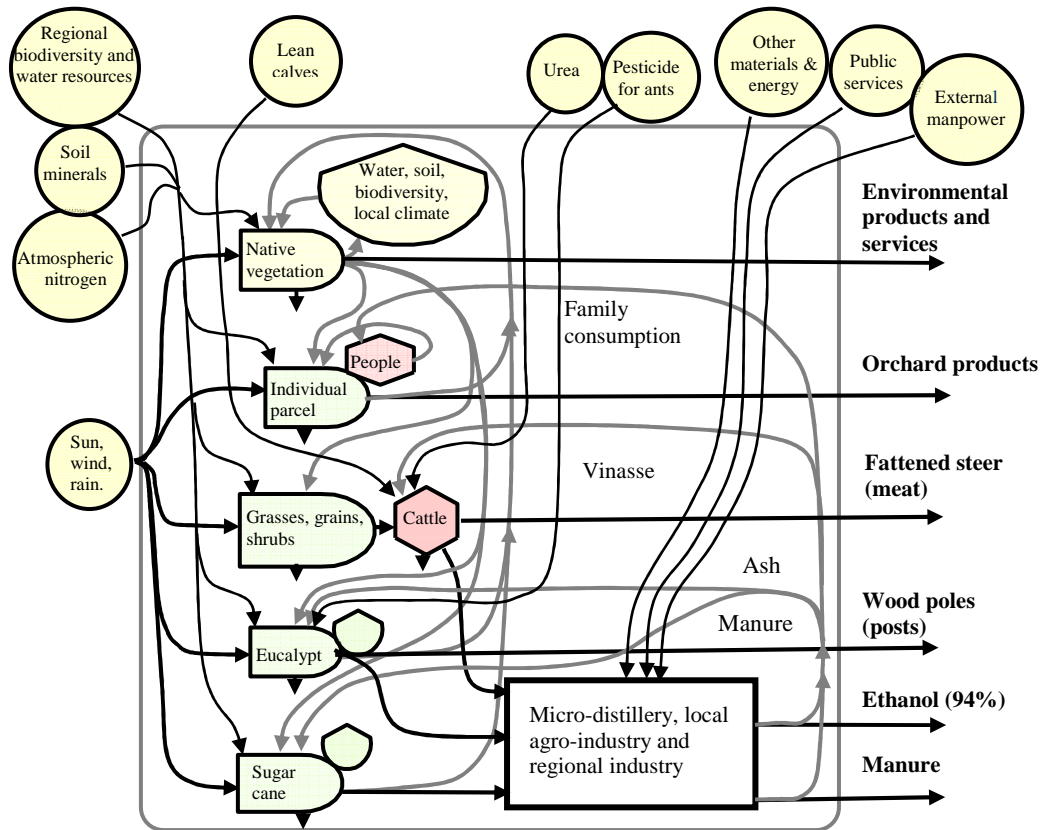 Regional
biodiversity and
water resources
Lean
calves
Urea
Pesticide
for ants
Other
materials &
energy
Public
services
External
manpower
Soil
minerals
Atmospheric
nitrogen
Water, soil,
biodiversity,
local climate
Environmental
products and
services
Native
vegetation
Family
consumption
People
Orchard products
Individual
parcel
Sun,
wind,
rain.
Vinasse
Fattened steer
(meat)
Grasses, grains,
shrubs
Cattle
Ash
Wood poles
(posts)
Manure
Eucalypt
Ethanol (94%)
Micro-distillery, local
agro-industry and
regional industry
Manure
Sugar
cane